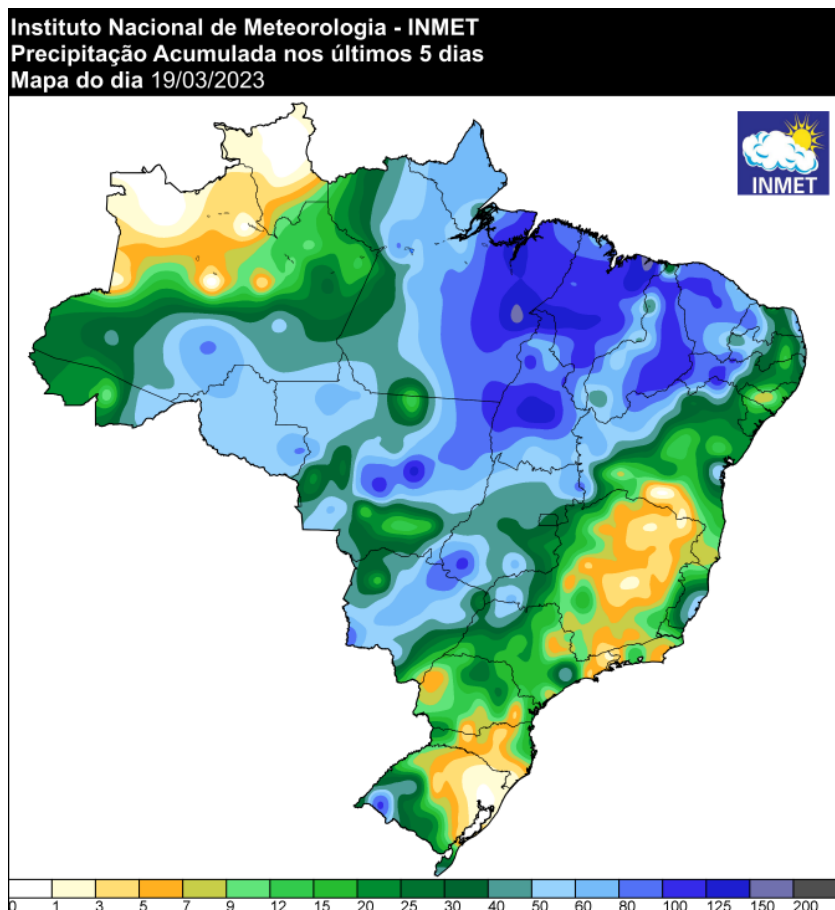 Instituto Nacional de Meteorologia - INMET
Precipitação Acumulada nos últimos 5 dias
Mapa do dia 19/03/2023
INMET
0 1 3 5 7 9 12 15 20 25 30 40 50 60 80 100 125 150 200